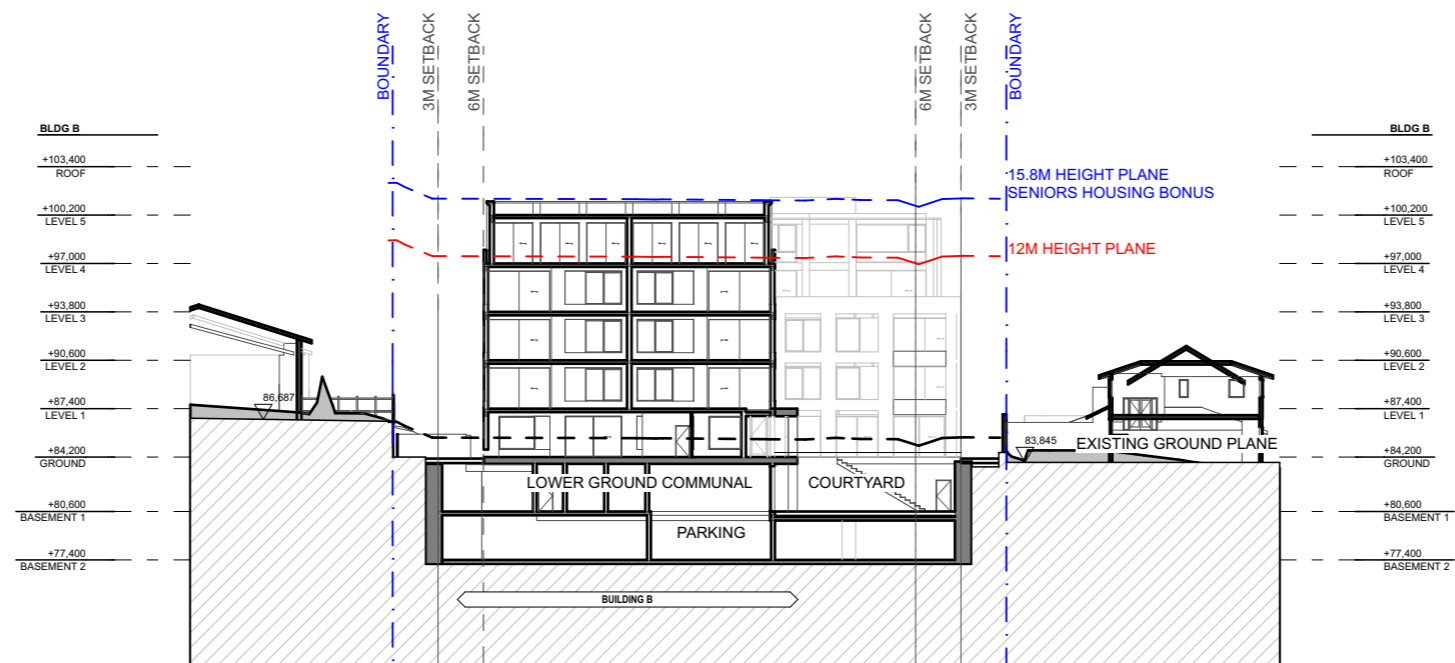 BOUNDARY
3M SETBACK
6M SETBACK
6M SETBACK
3M SETBACK
BOUNDARY
BLDG B
+103,400
ROOF
+100,200
LEVEL 5
+97,000
LEVEL 4
+93,800
LEVEL 3
+90,600
LEVEL 2
+87,400
LEVEL 1
+84,200
GROUND
+80,600
BASEMENT 1
+77,400
BASEMENT 2
15.8M HEIGHT PLANE
SENIORS HOUSING BONUS
12M HEIGHT PLANE
86,687
83,845
EXISTING GROUND PLANE
LOWER GROUND COMMUNAL
COURTYARD
PARKING
BUILDING B
BLDG B
+103,400
ROOF
+100,200
LEVEL 5
+97,000
LEVEL 4
+93,800
LEVEL 3
+90,600
LEVEL 2
+87,400
LEVEL 1
+84,200
GROUND
+80,600
BASEMENT 1
+77,400
BASEMENT 2